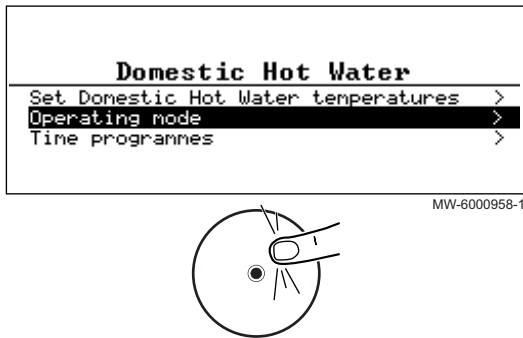 Domestic Hot Water
Set Domestic Hot Water temperatures >
Operating mode >
Time programmes >
MW-6000958-1